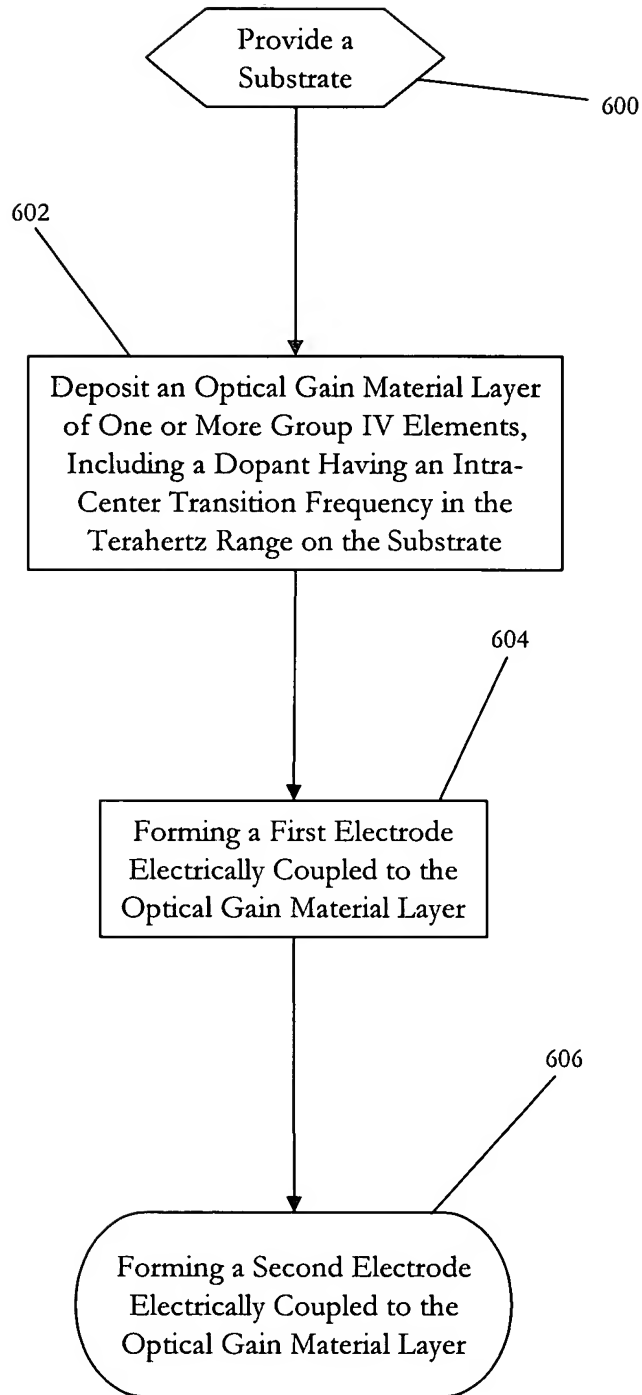 Provide a
Substrate
600
602
Deposit an Optical Gain Material Layer
of One or More Group IV Elements,
Including a Dopant Having an Intra-
Center Transition Frequency in the
Terahertz Range on the Substrate
604
Forming a First Electrode
Electrically Coupled to the
Optical Gain Material Layer
606
Forming a Second Electrode
Electrically Coupled to the
Optical Gain Material Layer